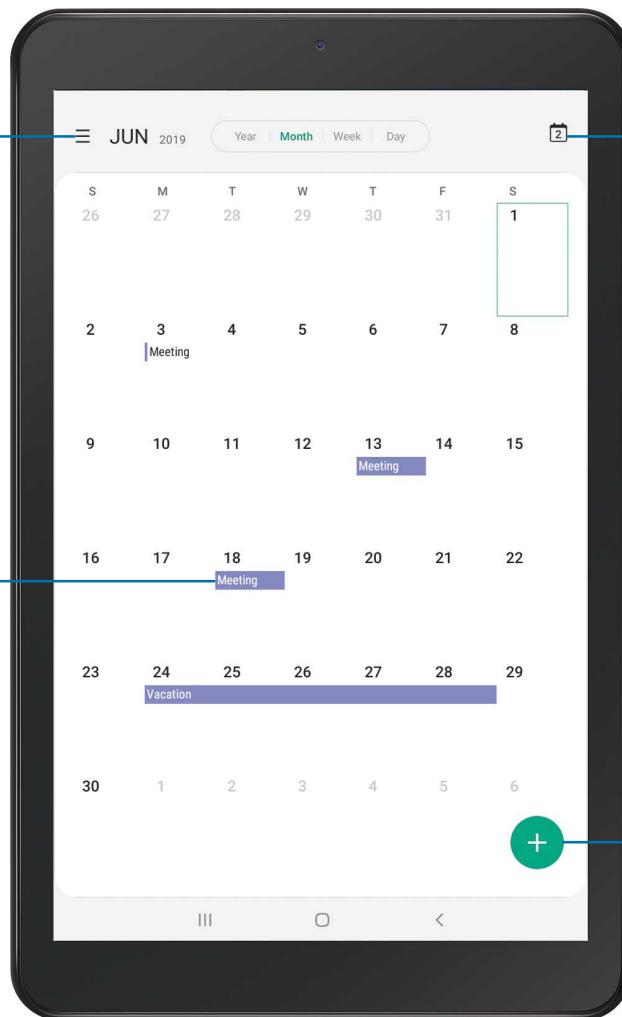 JUN 2019 Year Month Week Day 2
S M T W T F S
26 27 28 29 30 31 1
2 3 4 5 6 7 8
Meeting
9 10 11 12 13 14 15
Meeting
16 17 18 19 20 21 22
Meeting
23 24 25 26 27 28 29
Vacation
30 1 2 3 4 5 6
+